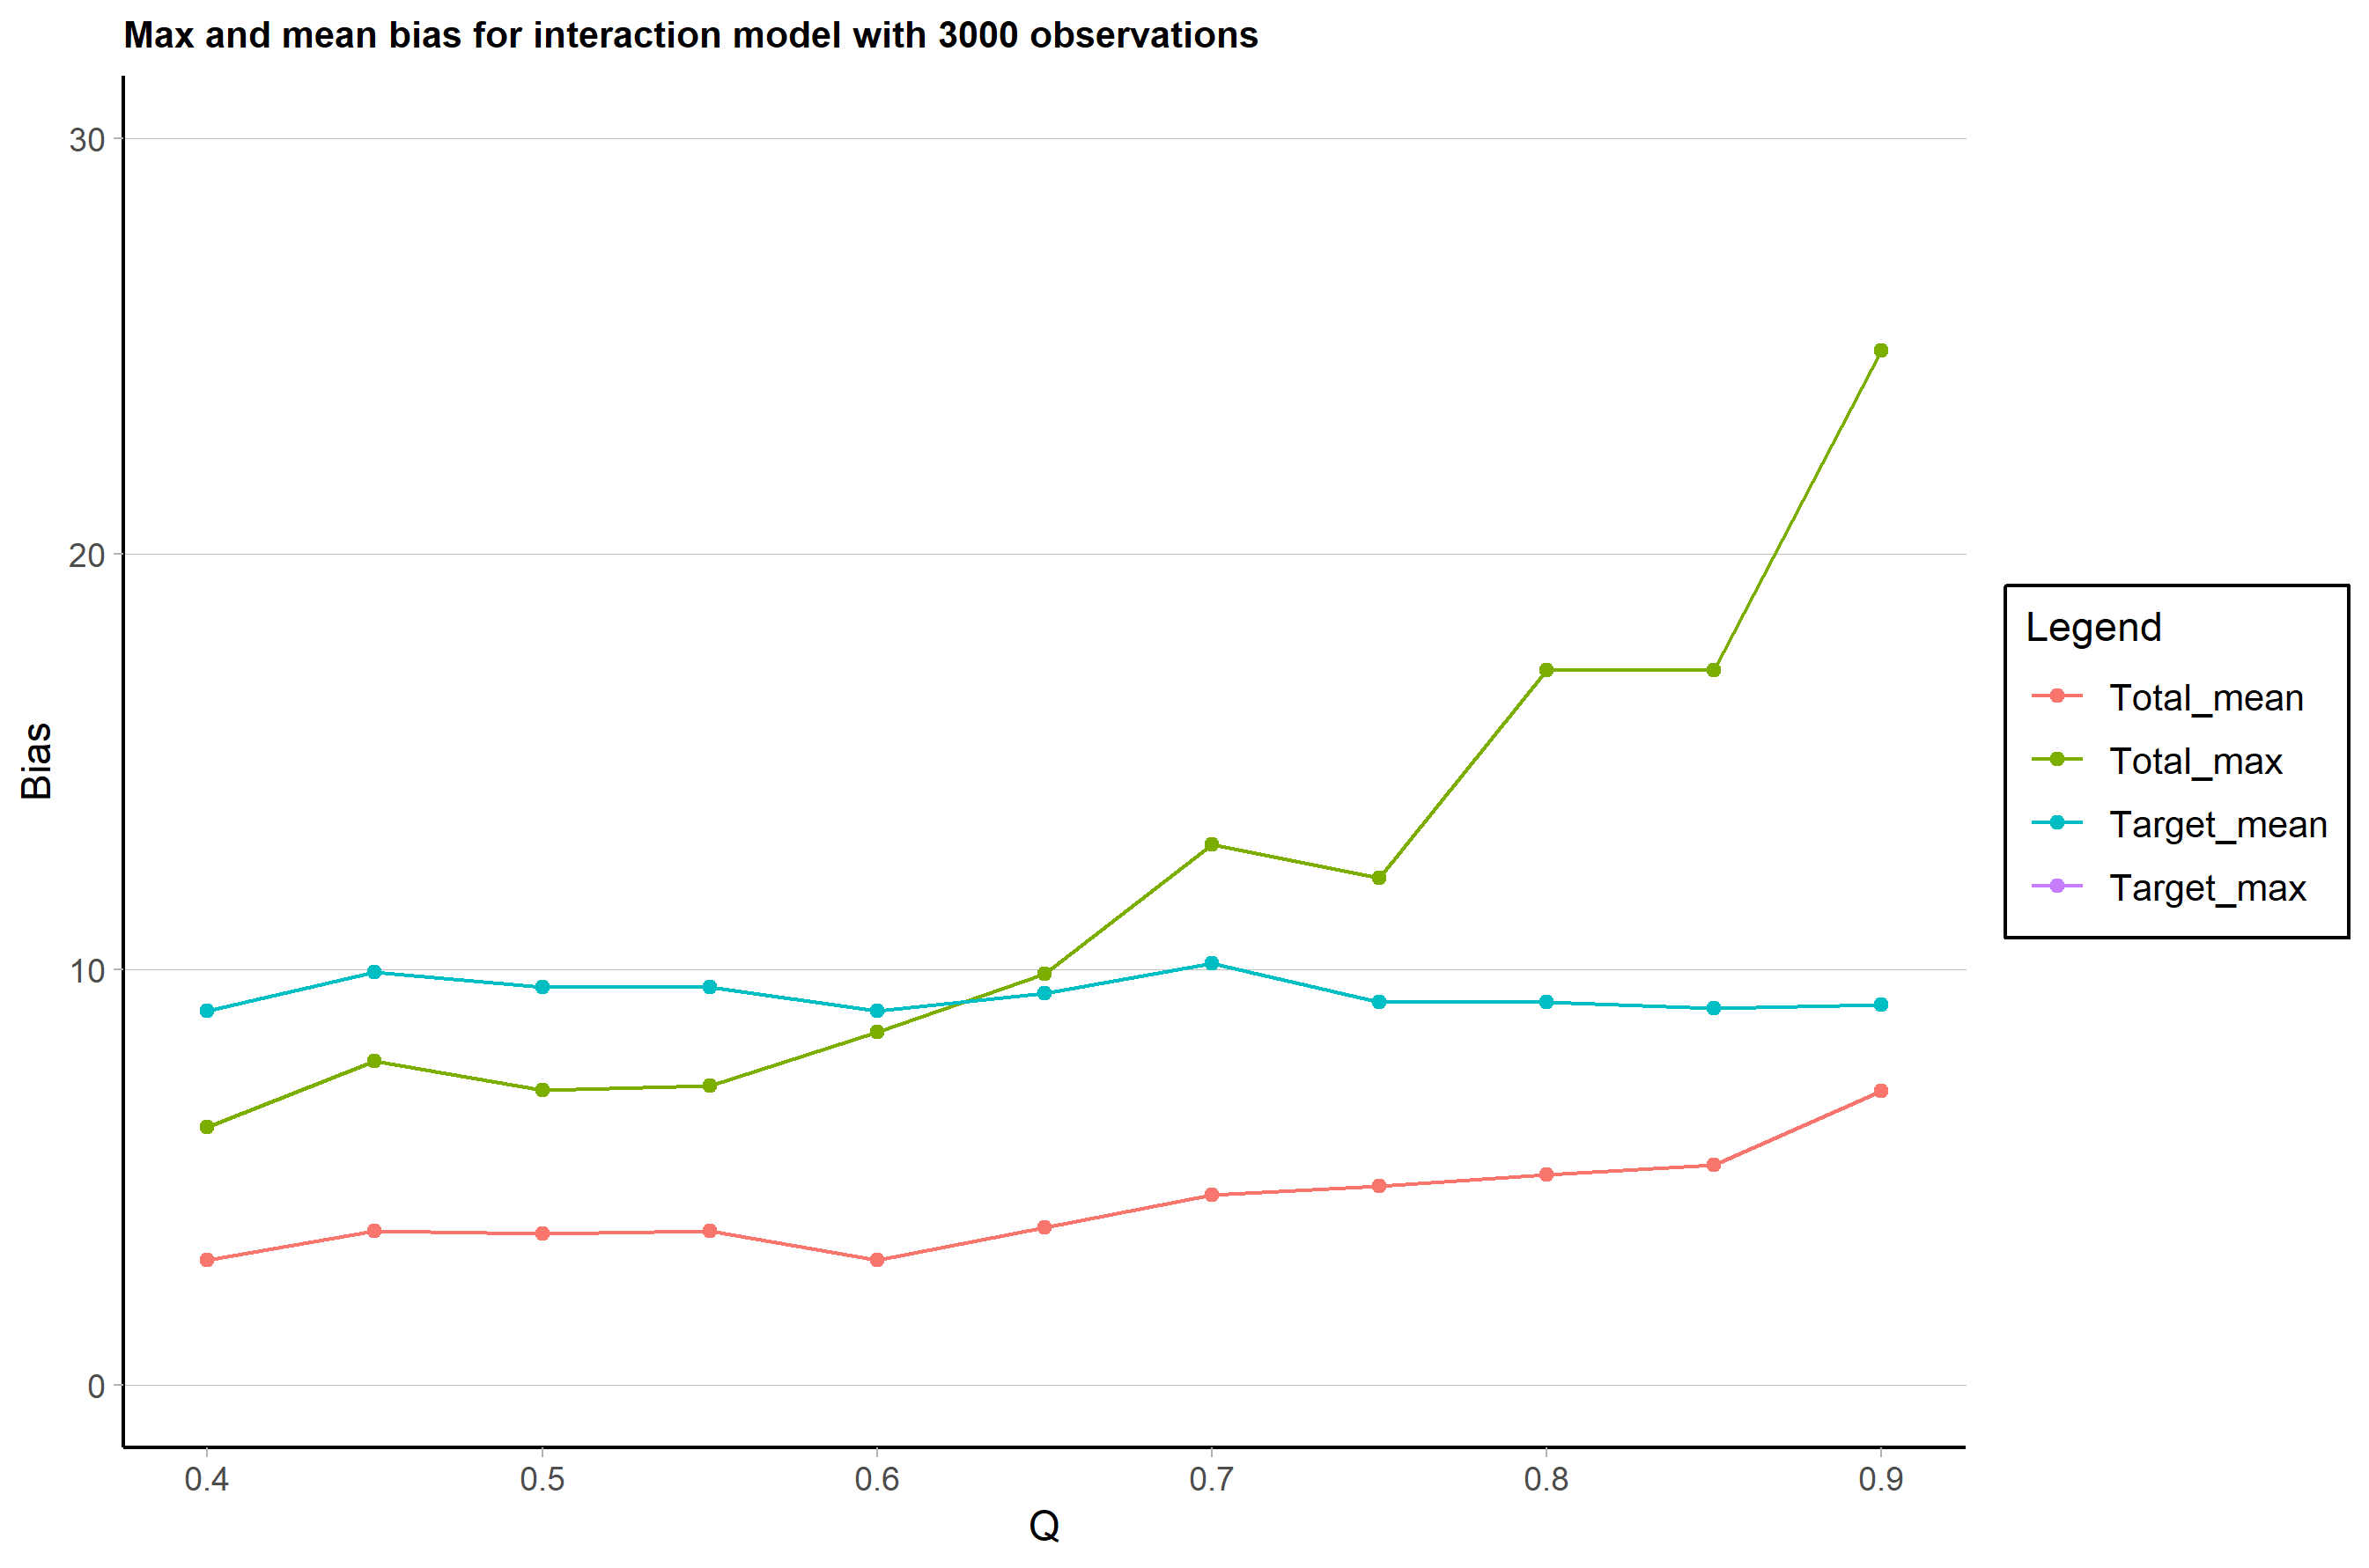 Max and mean bias for interaction model with 3000 observations
30
20
10
0
Bias
0.4 0.5 0.6 0.7 0.8 0.9
Q
Legend
Total_mean
Total_max
Target_mean
Target_max